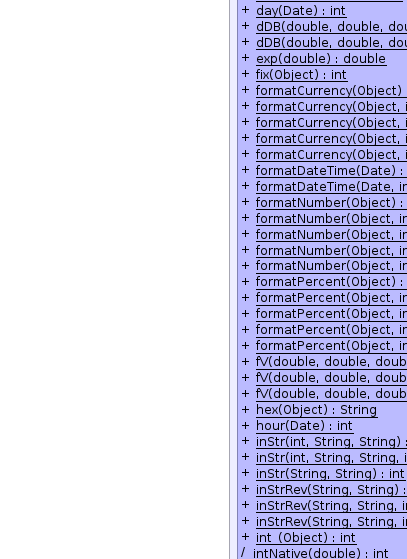 + day(Date) : int
+ dDB(double, double, dou
+ dDB(double, double, dou
+ exp(double) : double
+ fix(Object) : int
+ formatCurrency(Object)
+ formatCurrency(Object, i
+ formatCurrency(Object, i
+ formatCurrency(Object, i
+ formatCurrency(Object, i
+ formatDateTime(Date) :
+ formatDateTime(Date, in
+ formatNumber(Object) :
+ formatNumber(Object, in
+ formatNumber(Object, in
+ formatNumber(Object, in
+ formatNumber(Object, in
+ formatPercent(Object) :
+ formatPercent(Object, in
+ formatPercent(Object, in
+ formatPercent(Object, in
+ formatPercent(Object, in
+ fV(double, double, doub
+ fV(double, double, doub
+ fV(double, double, doub
+ hex(Object) : String
+ hour(Date) : int
+ inStr(int, String, String) :
+ inStr(int, String, String, i
+ inStr(String, String) : int
+ inStrRev(String, String) :
+ inStrRev(String, String, in
+ inStrRev(String, String, in
+ int_(Object) : int
/ intNative(double) : int